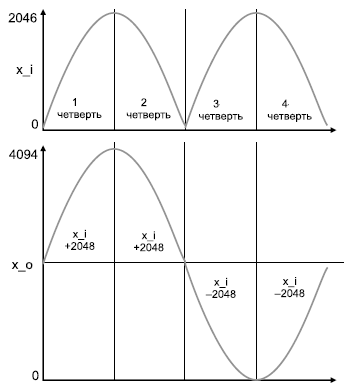 2046
x_i
1
четверть
2
четверть
3
четверть
4
четверть
0
4094
x_i
+2048
x_i
+2048
x_o
x_i
–2048
x_i
–2048
0